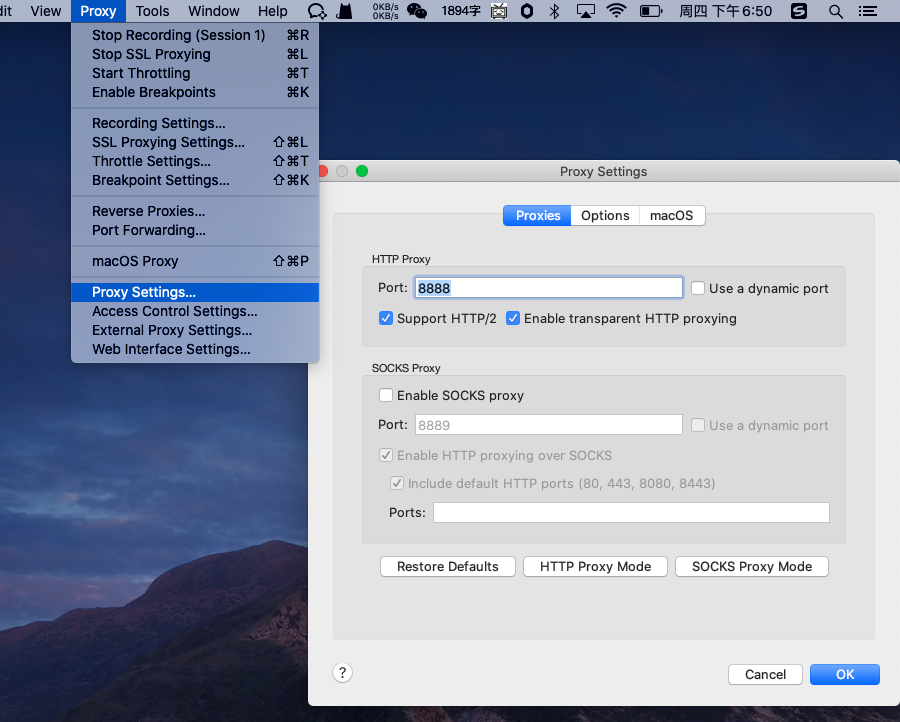 dit View Proxy Tools Window Help 0KB/s 0KB/s 1894字 周四 下午6:50
Stop Recording (Session 1) ⌘R
Stop SSL Proxying ⌘L
Start Throttling ⌘T
Enable Breakpoints ⌘K
Recording Settings...
SSL Proxying Settings... ⇧⌘L
Throttle Settings... ⇧⌘T
Breakpoint Settings... ⇧⌘K
Reverse Proxies...
Port Forwarding...
macOS Proxy ⇧⌘P
Proxy Settings...
Access Control Settings...
External Proxy Settings...
Web Interface Settings...
Proxy Settings
Proxies Options macOS
HTTP Proxy
Port: 8888 Use a dynamic port
Support HTTP/2 Enable transparent HTTP proxying
SOCKS Proxy
Enable SOCKS proxy
Port: 8889 Use a dynamic port
Enable HTTP proxying over SOCKS
Include default HTTP ports (80, 443, 8080, 8443)
Ports:
Restore Defaults HTTP Proxy Mode SOCKS Proxy Mode
? Cancel OK